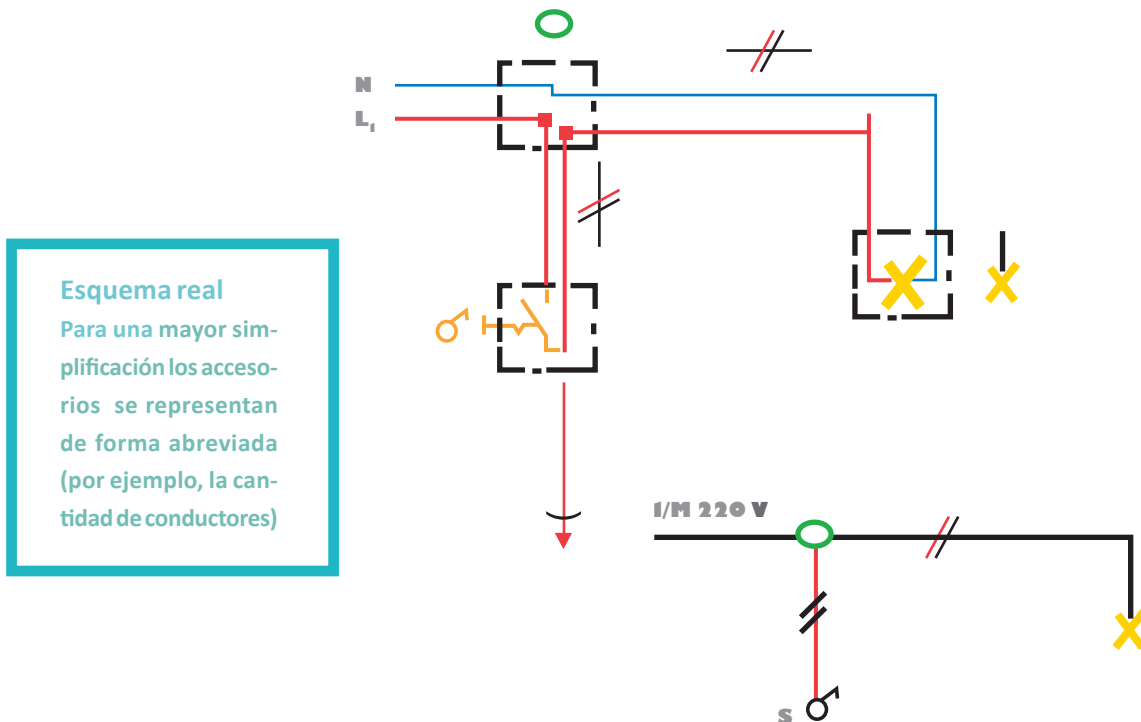 N
L₁
Esquema real
Para una mayor sim-
plificación los acceso-
rios se representan
de forma abreviada
(por ejemplo, la can-
tidad de conductores)
1/M 220 V
S